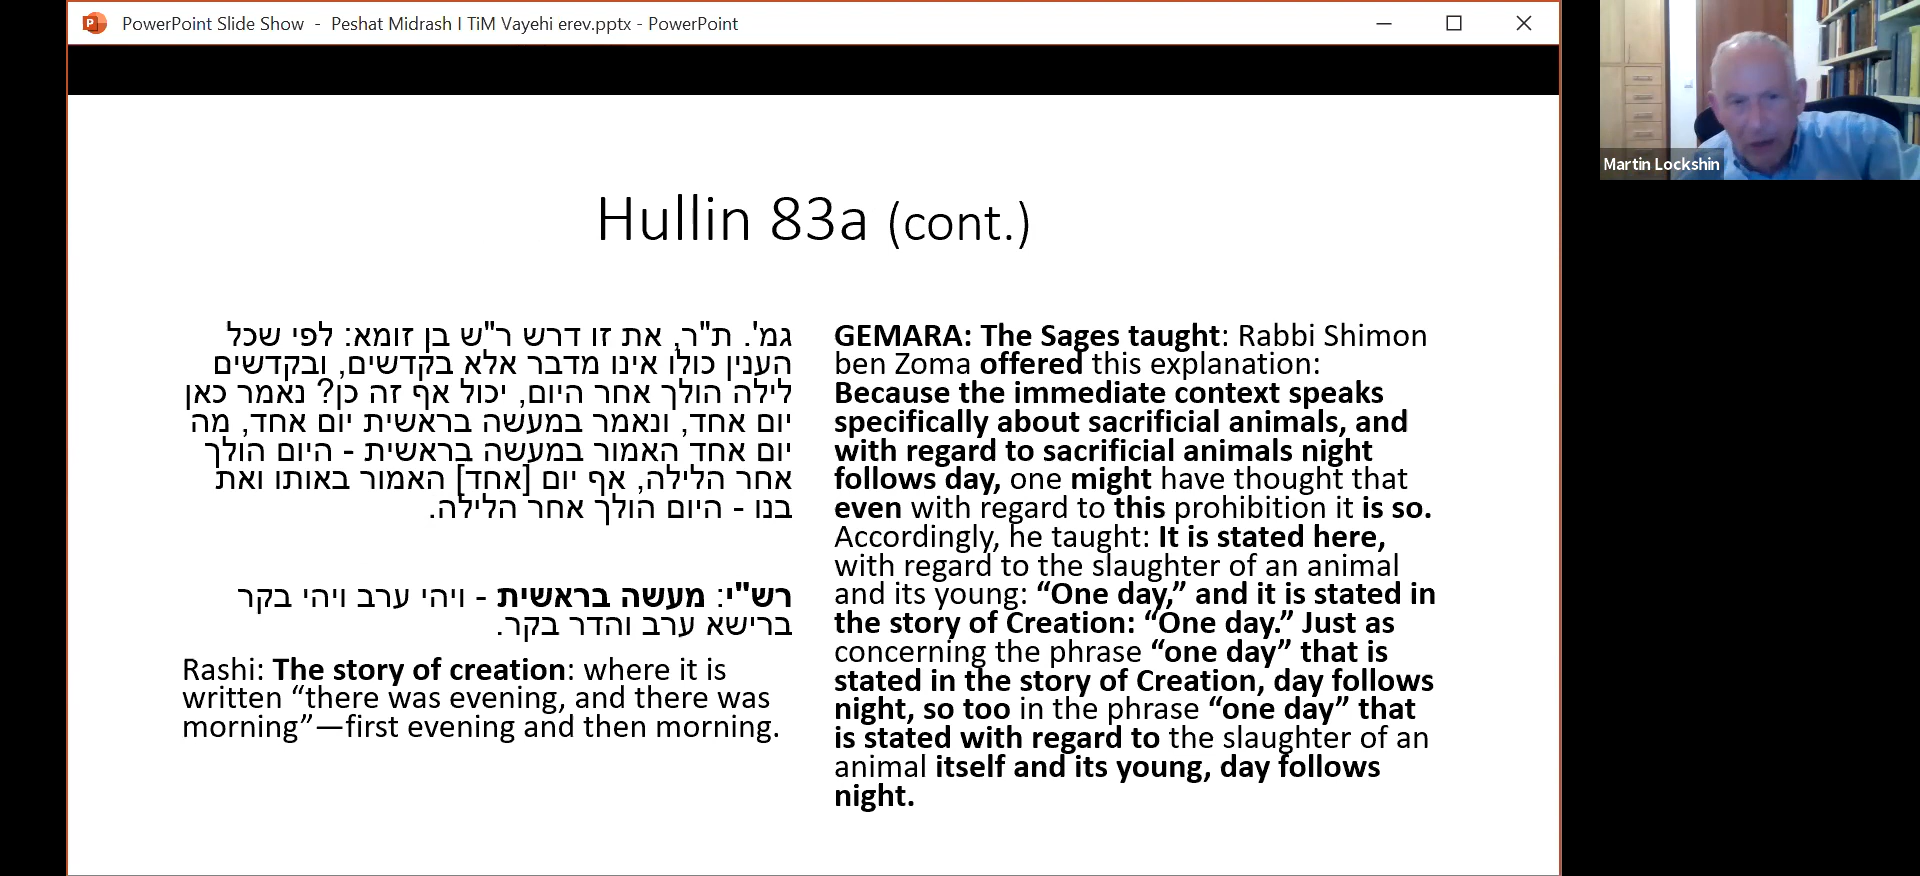 PowerPoint Slide Show - Peshat Midrash I TiM Vayehi erev.pptx - PowerPoint
Martin Lockshin
Hullin 83a (cont.)
גמ'. ת"ר, את זו דרש ר"ש בן זומא: לפי שכל
הענין כולו אינו מדבר אלא בקדשים, ובקדשים
לילה הולך אחר היום, יכול אף זה כן? נאמר כאן
יום אחד, ונאמר במעשה בראשית יום אחד, מה
יום אחד האמור במעשה בראשית - היום הולך
אחר הלילה, אף יום [אחד] האמור באותו ואת
בנו - היום הולך אחר הלילה.
רש"י: מעשה בראשית - ויהי ערב ויהי בקר
ברישא ערב והדר בקר.
Rashi: The story of creation: where it is
written “there was evening, and there was
morning”—first evening and then morning.
GEMARA: The Sages taught: Rabbi Shimon
ben Zoma offered this explanation:
Because the immediate context speaks
specifically about sacrificial animals, and
with regard to sacrificial animals night
follows day, one might have thought that
even with regard to this prohibition it is so.
Accordingly, he taught: It is stated here,
with regard to the slaughter of an animal
and its young: “One day,” and it is stated in
the story of Creation: “One day.” Just as
concerning the phrase “one day” that is
stated in the story of Creation, day follows
night, so too in the phrase “one day” that
is stated with regard to the slaughter of an
animal itself and its young, day follows
night.